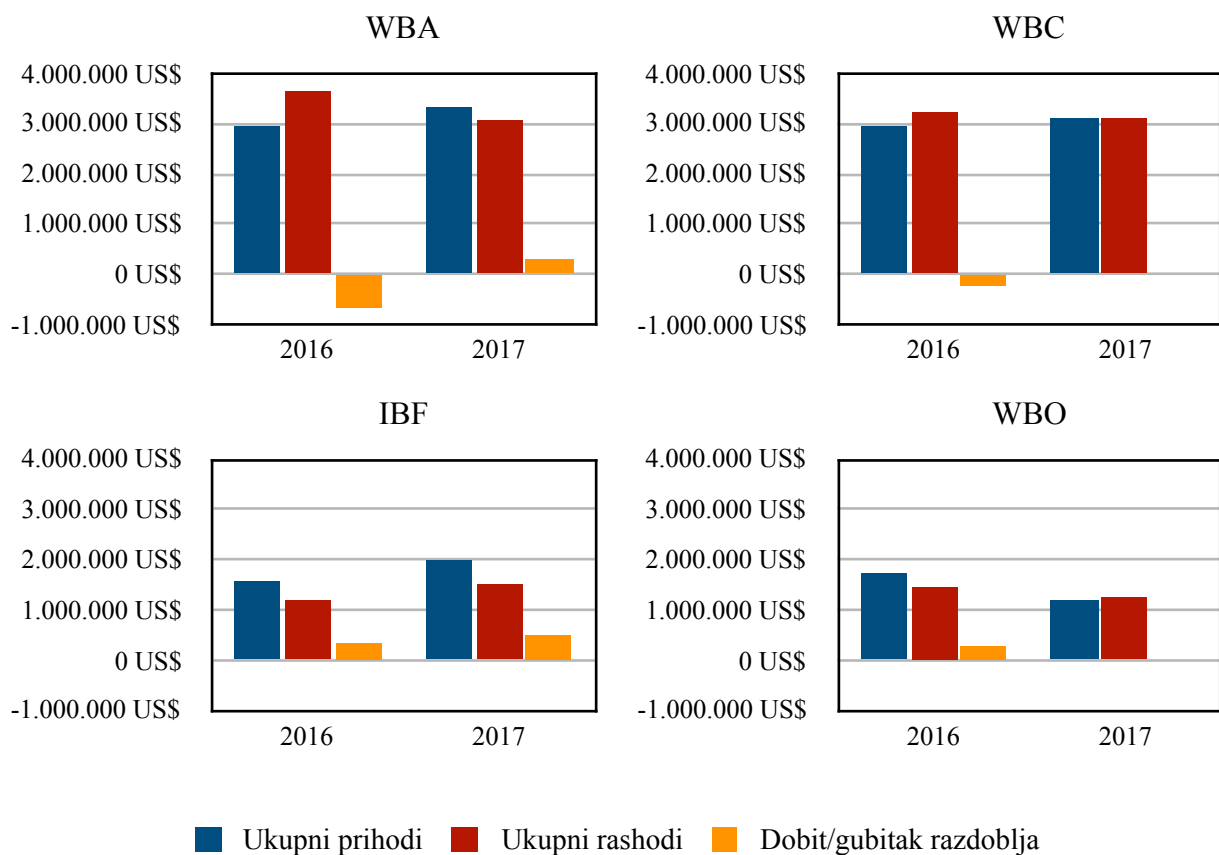 WBA
4.000.000 US$
3.000.000 US$
2.000.000 US$
1.000.000 US$
0 US$
-1.000.000 US$
2016 2017
WBC
4.000.000 US$
3.000.000 US$
2.000.000 US$
1.000.000 US$
0 US$
-1.000.000 US$
2016 2017
IBF
4.000.000 US$
3.000.000 US$
2.000.000 US$
1.000.000 US$
0 US$
-1.000.000 US$
2016 2017
WBO
4.000.000 US$
3.000.000 US$
2.000.000 US$
1.000.000 US$
0 US$
-1.000.000 US$
2016 2017
Ukupni prihodi Ukupni rashodi Dobit/gubitak razdoblja